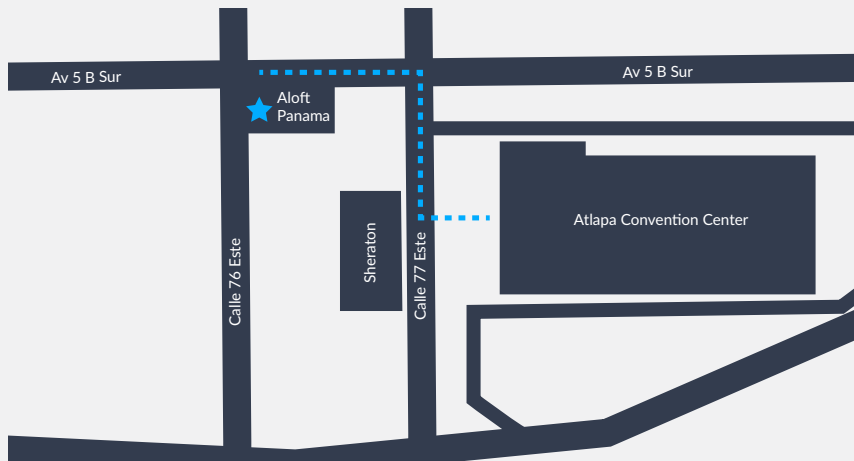 Av 5 B Sur
Av 5 B Sur
Aloft
Panama
Atlapa Convention Center
Sheraton
Calle 76 Este
Calle 77 Este